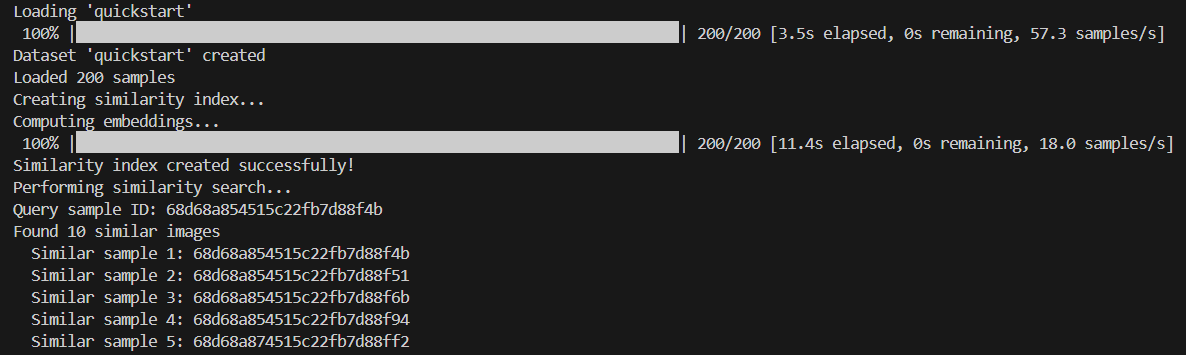 Loading 'quickstart'
100% | | 200/200 [3.5s elapsed, 0s remaining, 57.3 samples/s]
Dataset 'quickstart' created
Loaded 200 samples
Creating similarity index...
Computing embeddings...
100% | | 200/200 [11.4s elapsed, 0s remaining, 18.0 samples/s]
Similarity index created successfully!
Performing similarity search...
Query sample ID: 68d68a854515c22fb7d88f4b
Found 10 similar images
Similar sample 1: 68d68a854515c22fb7d88f4b
Similar sample 2: 68d68a854515c22fb7d88f51
Similar sample 3: 68d68a854515c22fb7d88f6b
Similar sample 4: 68d68a854515c22fb7d88f94
Similar sample 5: 68d68a874515c22fb7d88ff2